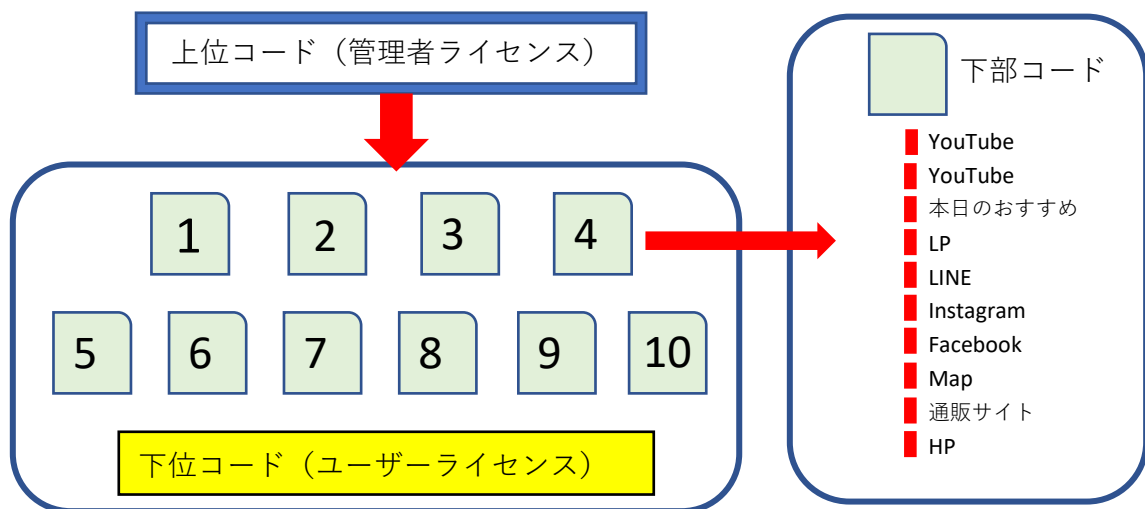 上位コード（管理者ライセンス）
1
2
3
4
5
6
7
8
9
10
下位コード（ユーザーライセンス）
下部コード
YouTube
YouTube
本日のおすすめ
LP
LINE
Instagram
Facebook
Map
通販サイト
HP